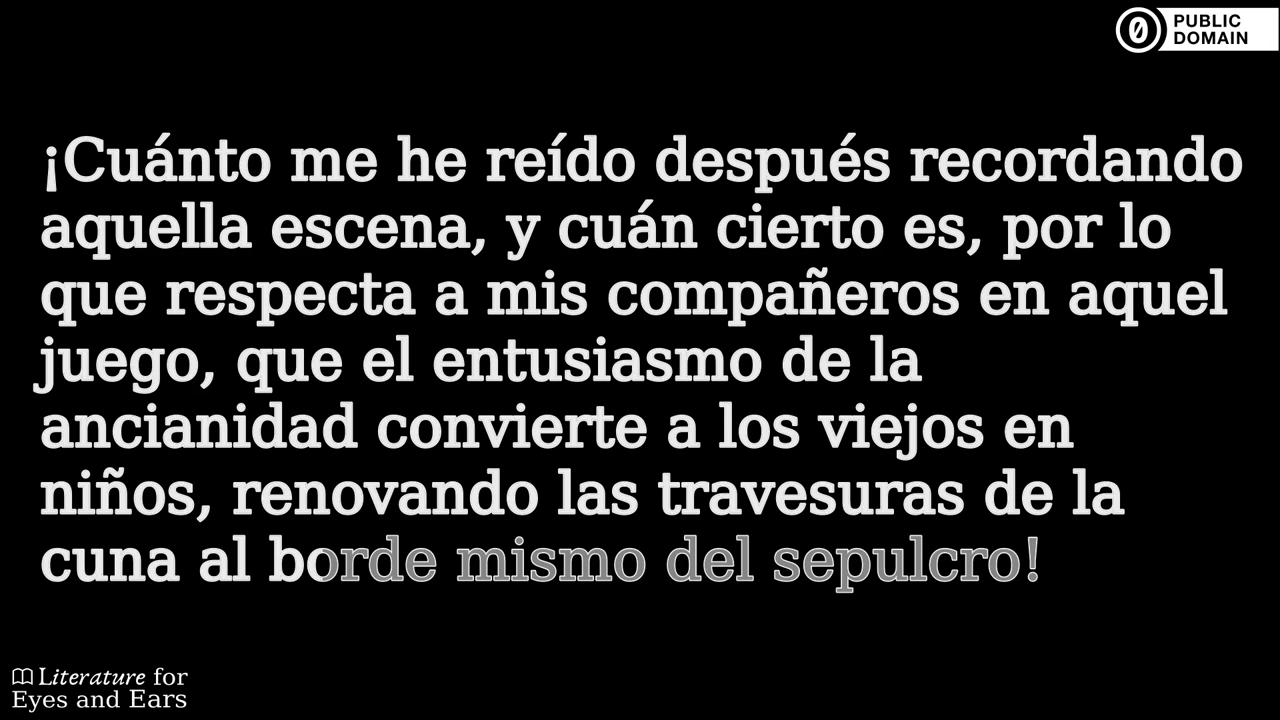 PUBLIC
DOMAIN
¡Cuánto me he reído después recordando
aquella escena, y cuán cierto es, por lo
que respecta a mis compañeros en aquel
juego, que el entusiasmo de la
ancianidad convierte a los viejos en
niños, renovando las travesuras de la
cuna al borde mismo del sepulcro!
Literature for
Eyes and Ears